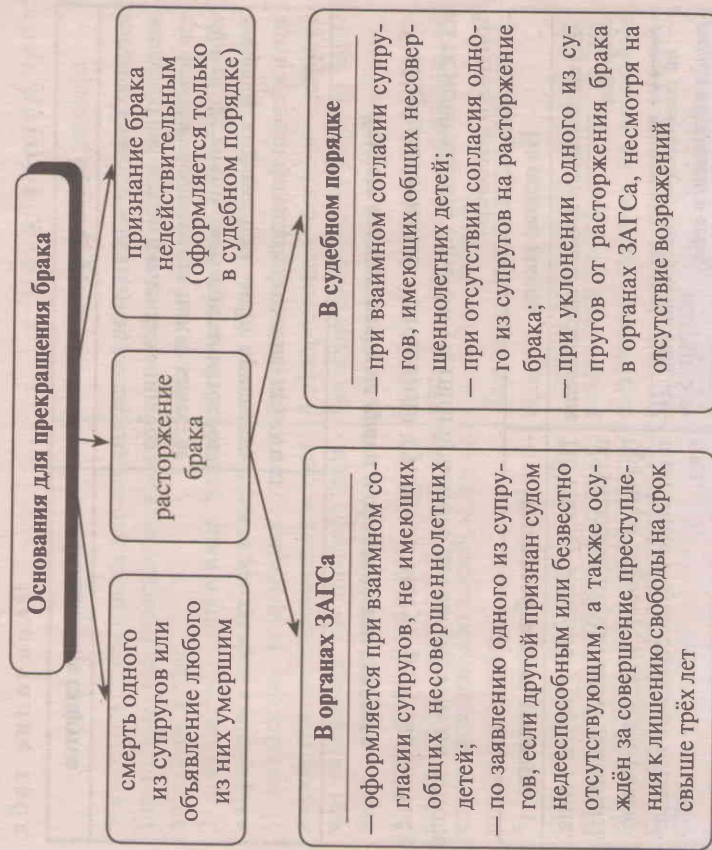 Основания для прекращения брака
смерть одного
из супругов или
объявление любого
из них умершим
расторжение
брака
признание брака
недействительным
(оформляется только
в судебном порядке)
В органах ЗАГСа
— оформляется при взаимном со-
гласии супругов, не имеющих
общих несовершеннолетних
детей;
— по заявлению одного из супру-
гов, если другой признан судом
недееспособным или безвестно
отсутствующим, а также осу-
ждён за совершение преступле-
ния к лишению свободы на срок
свыше трёх лет
В судебном порядке
— при взаимном согласии супру-
гов, имеющих общих несовер-
шеннолетних детей;
— при отсутствии согласия одно-
го из супругов на расторжение
брака;
— при уклонении одного из су-
пругов от расторжения брака
в органах ЗАГСа, несмотря на
отсутствие возражений